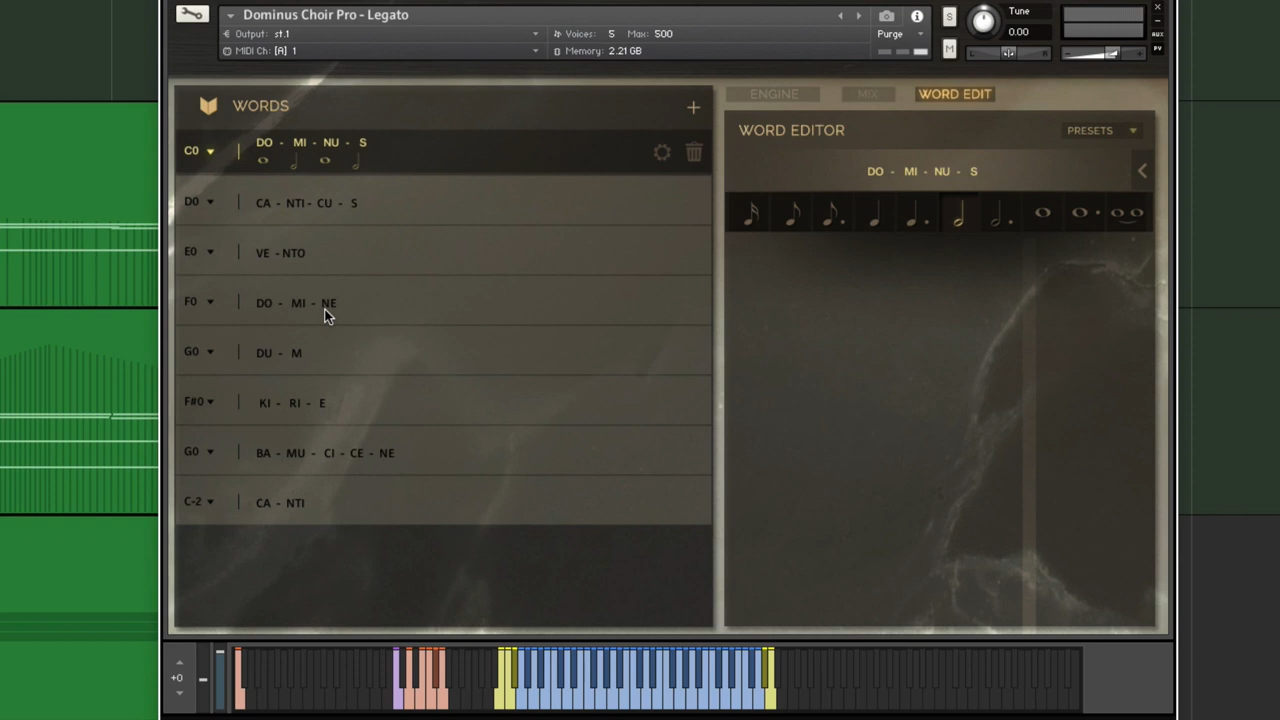 Dominus Choir Pro - Legato
Output: st.1
Voices: 5 Max: 500
Purge
MIDI Ch: [A] 1
Memory: 2.21 GB
S
M
Tune
0.00
L
R
AUX
PV
WORDS
+
C0
DO - MI - NU - S
D0
CA - NTI - CU - S
E0
VE - NTO
F0
DO - MI - NE
G0
DU - M
F#0
KI - RI - E
G0
BA - MU - CI - CE - NE
C-2
CA - NTI
ENGINE
MIX
WORD EDIT
WORD EDITOR
PRESETS
DO - MI - NU - S
+0